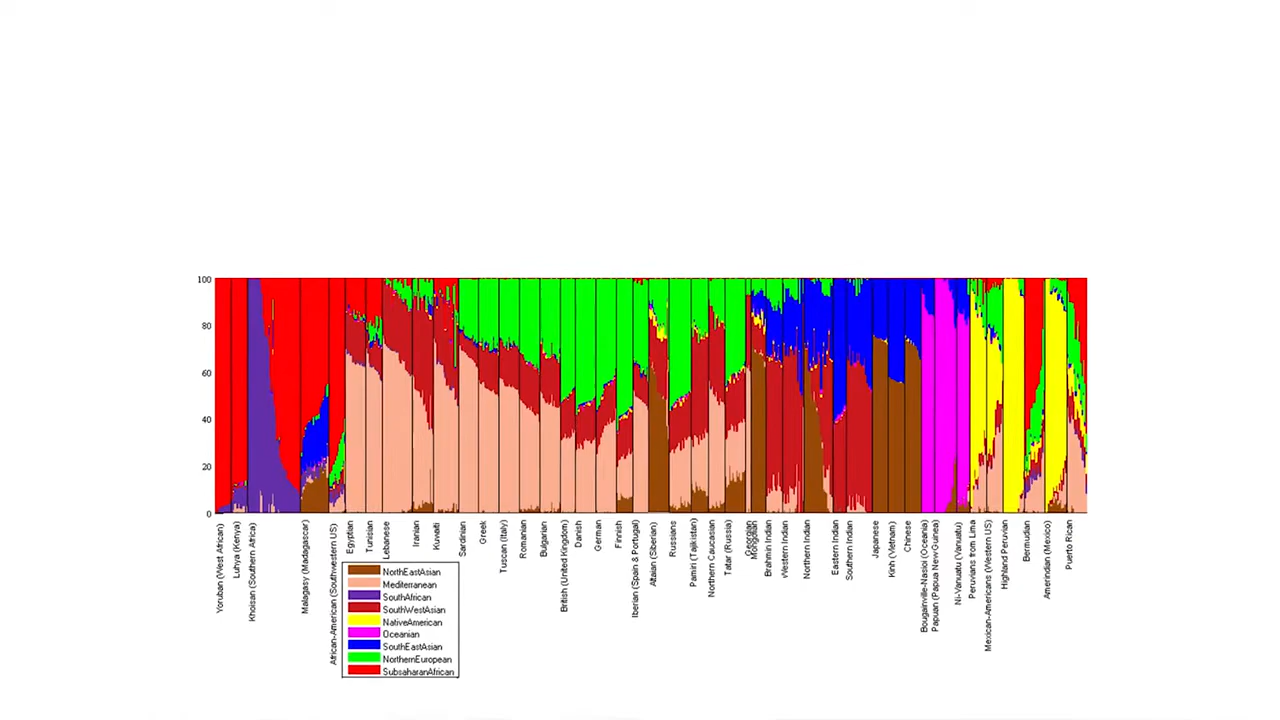 100
80
60
40
20
0
Yoruban (West African)
Luhya (Kenya)
Khoisan (Southern Africa)
Malagasy (Madagascar)
African-American (Southwestern US)
Egyptian
Tunisian
Lebanese
Iranian
Kuwaiti
Sardinian
Greek
Tuscan (Italy)
Romanian
Bulgarian
British (United Kingdom)
Danish
German
Finnish
Iberian (Spain & Portugal)
Altaian (Siberian)
Russians
Pamiri (Tajikistan)
Northern Caucasian
Tatar (Russia)
Georgian
Mongolian
Brahmin Indian
Western Indian
Northern Indian
Eastern Indian
Southern Indian
Japanese
Kinh (Vietnam)
Chinese
Bougainville-Nasioi (Oceania)
Papuan (Papua New Guinea)
Ni-Vanuatu (Vanuatu)
Peruvians from Lima
Mexican-Americans (Western US)
Highland Peruvian
Bermudan
Amerindian (Mexico)
Puerto Rican
NorthEastAsian
Mediterranean
SouthAfrican
SouthWestAsian
NativeAmerican
Oceanian
SouthEastAsian
NorthernEuropean
SubsaharanAfrican